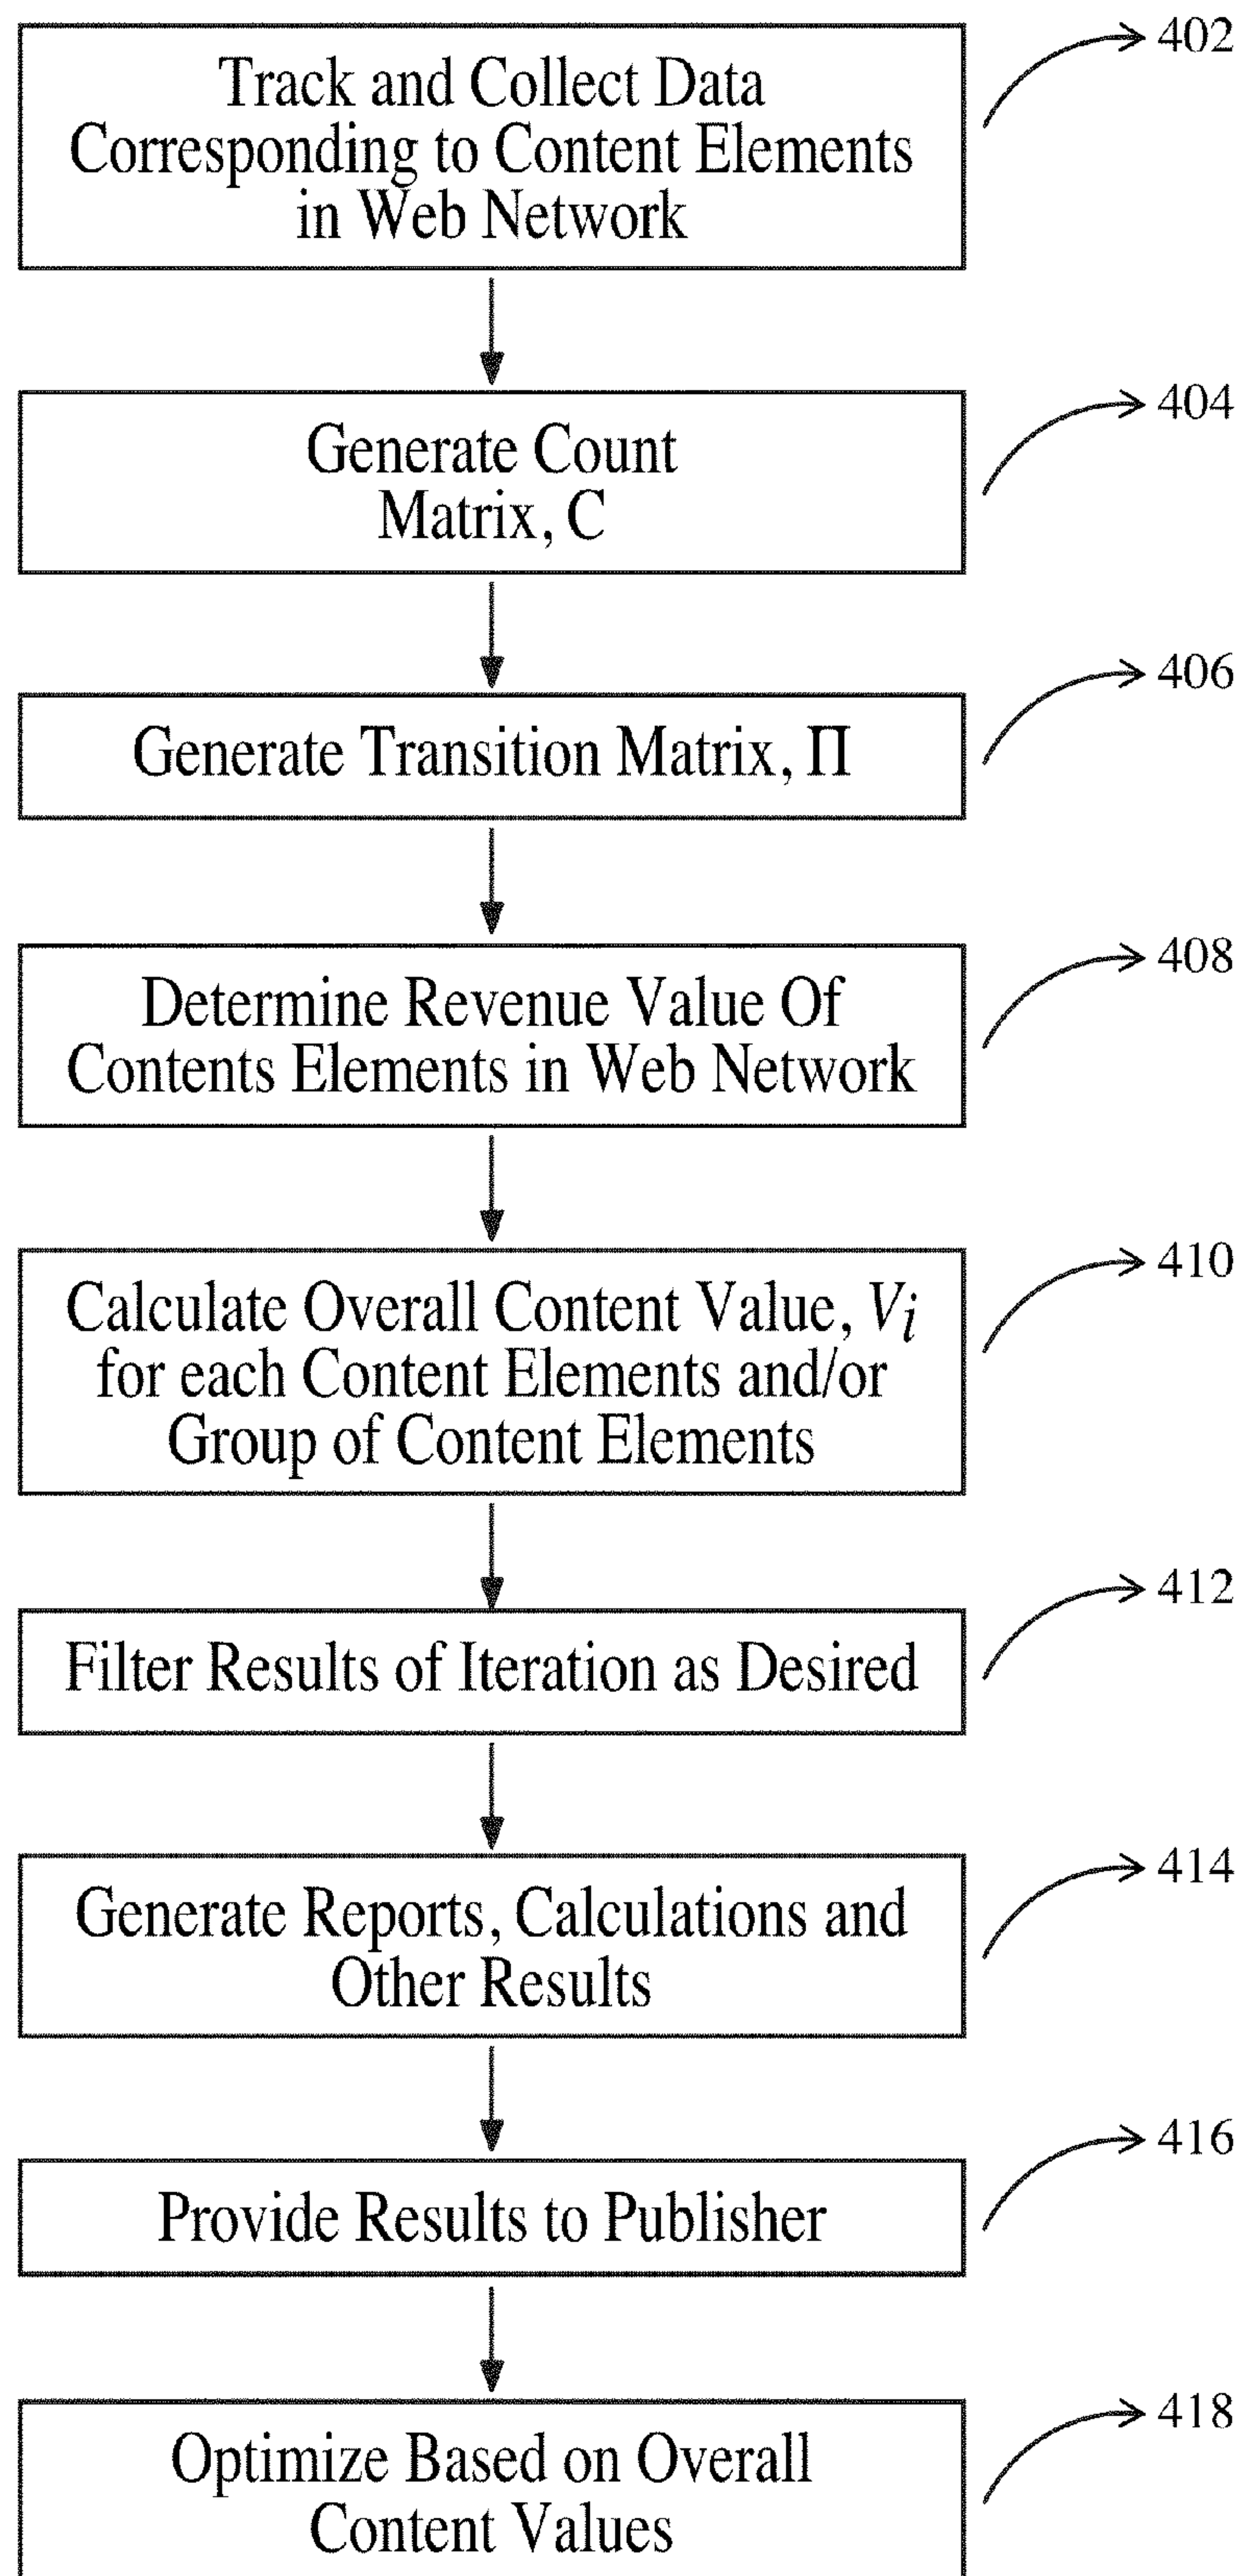 Track and Collect Data
Corresponding to Content Elements
in Web Network
402
Generate Count
Matrix, C
404
Generate Transition Matrix, Π
406
Determine Revenue Value Of
Contents Elements in Web Network
408
Calculate Overall Content Value, Vi
for each Content Elements and/or
Group of Content Elements
410
Filter Results of Iteration as Desired
412
Generate Reports, Calculations and
Other Results
414
Provide Results to Publisher
416
Optimize Based on Overall
Content Values
418